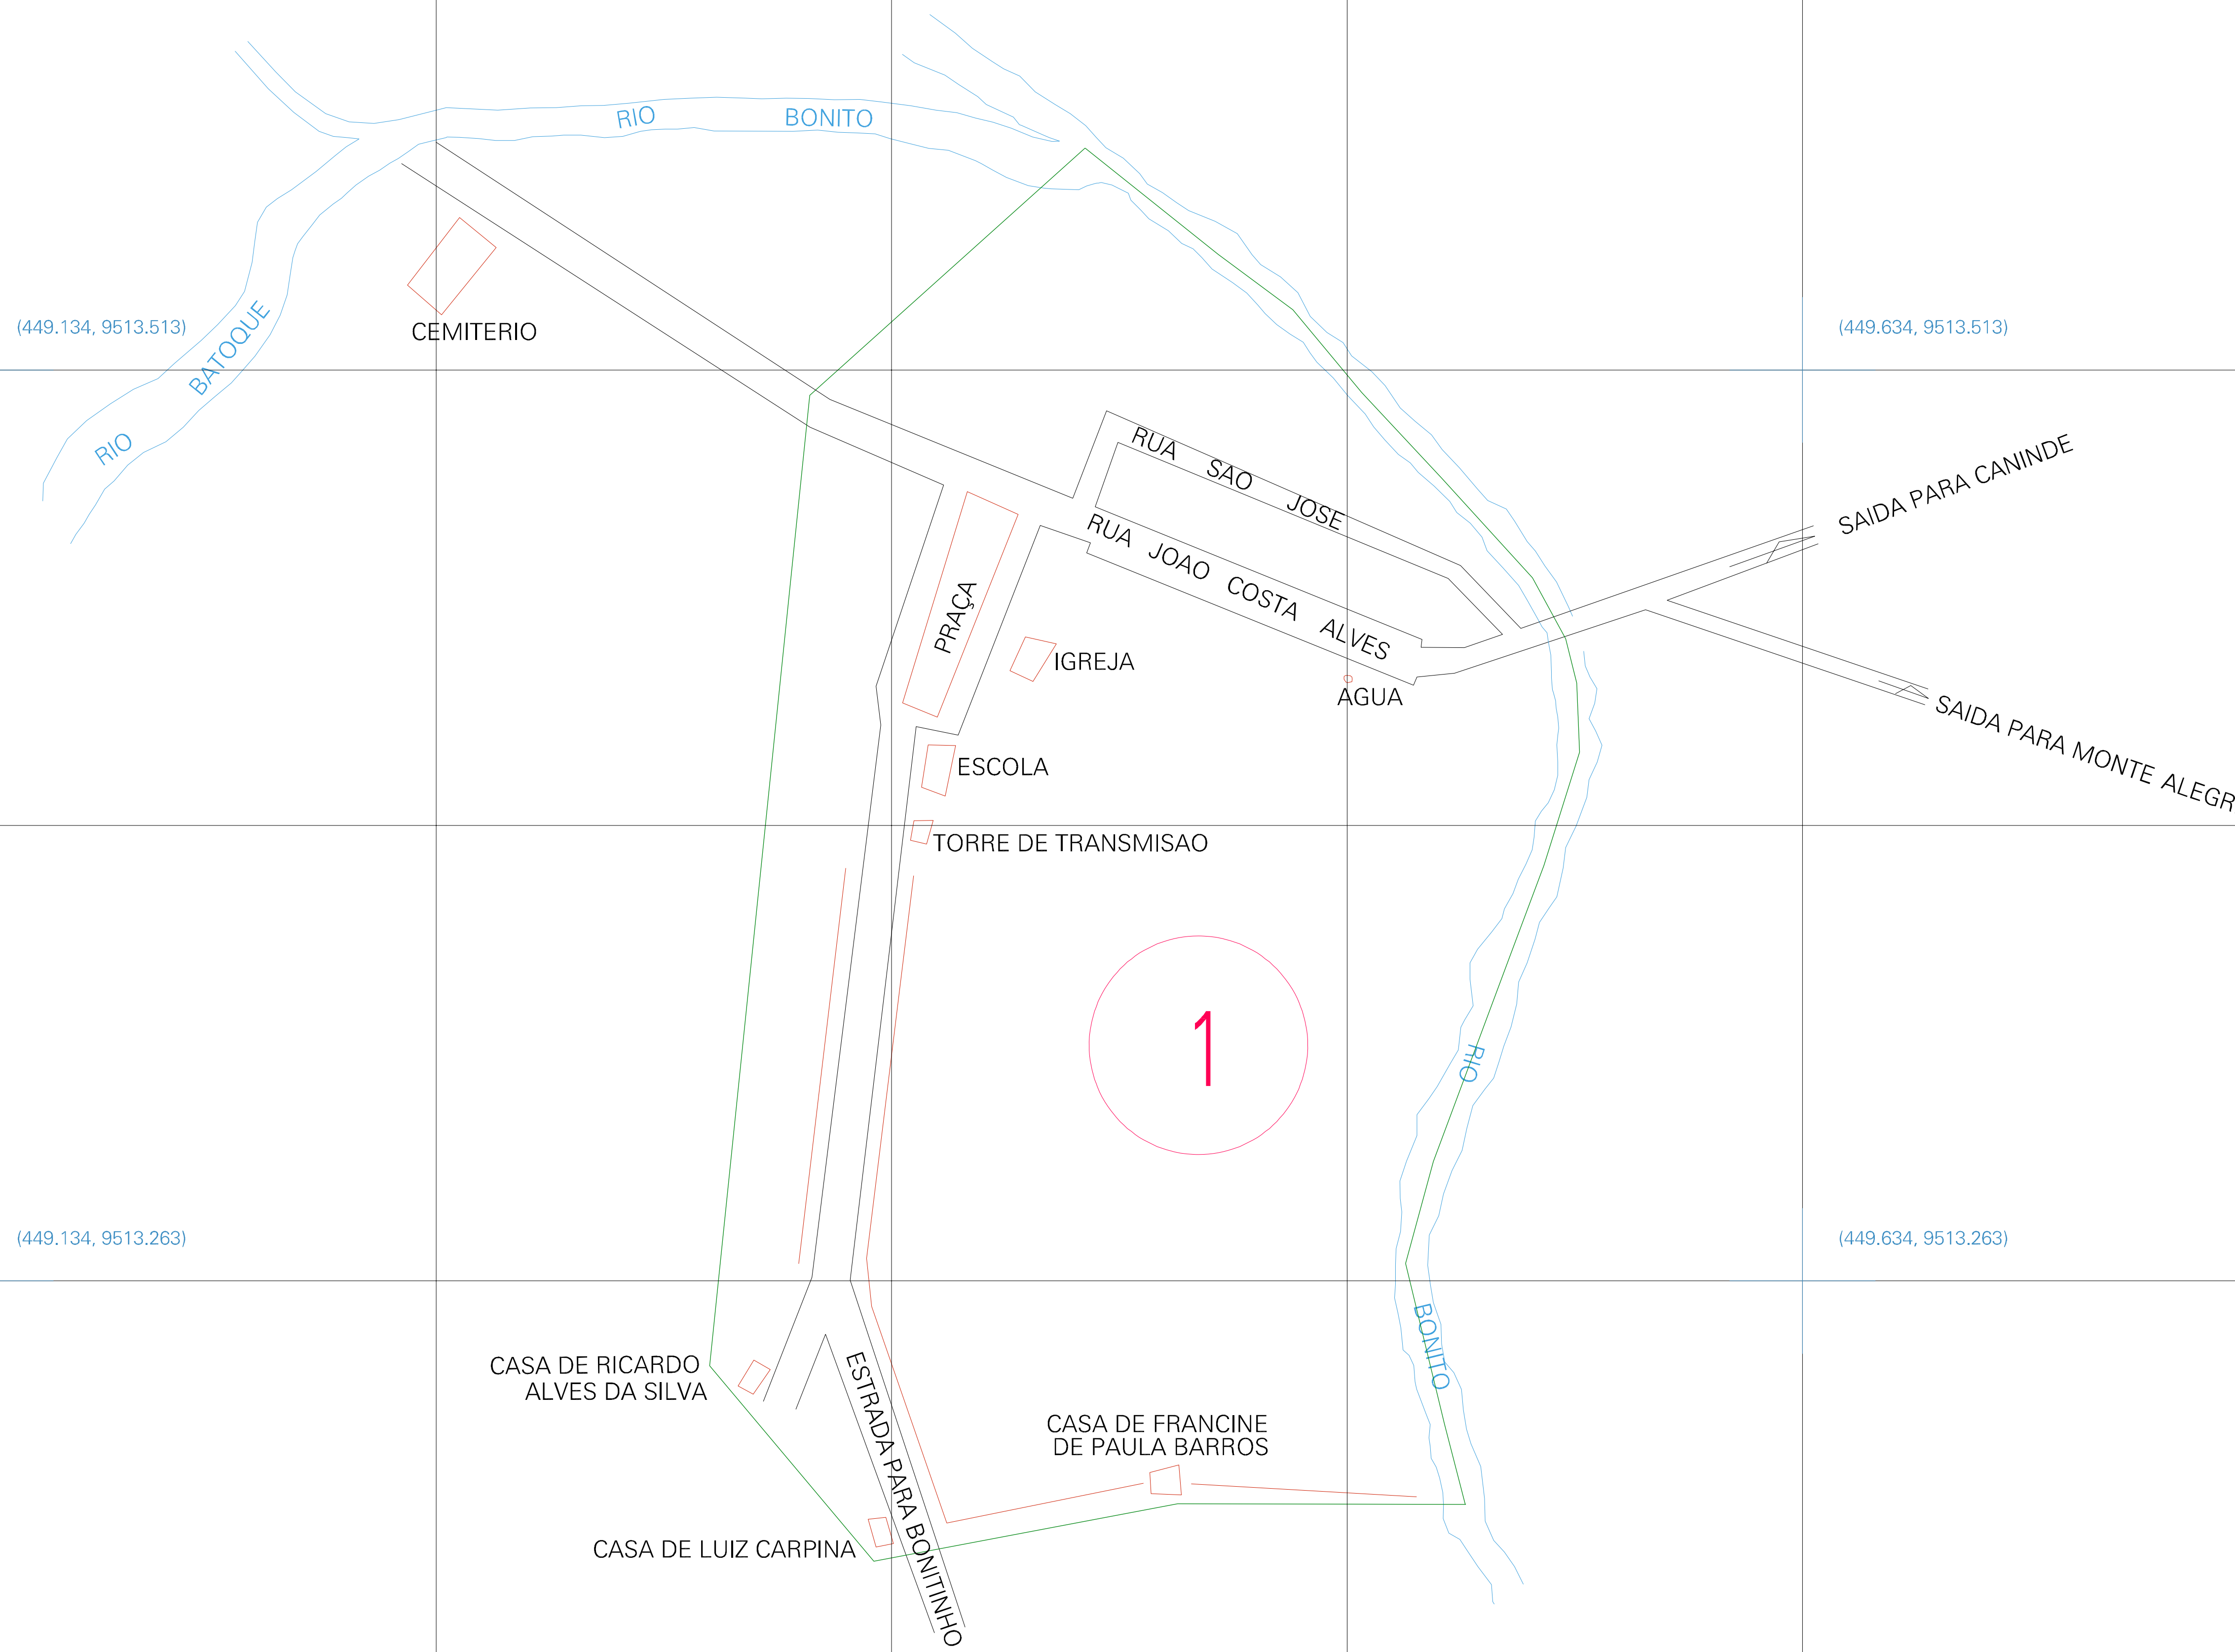 RIO BONITO
(449.134, 9513.513)
(449.634, 9513.513)
CEMITERIO
RIO BATOQUE
RUA SAO JOSE
SAIDA PARA CANINDE
RUA JOAO COSTA ALVES
PRAÇA
IGREJA
AGUA
SAIDA PARA MONTE ALEGR
ESCOLA
TORRE DE TRANSMISAO
1
RIO BONITO
(449.134, 9513.263)
(449.634, 9513.263)
CASA DE RICARDO
ALVES DA SILVA
ESTRADA PARA BONITINHO
CASA DE FRANCINE
DE PAULA BARROS
CASA DE LUIZ CARPINA